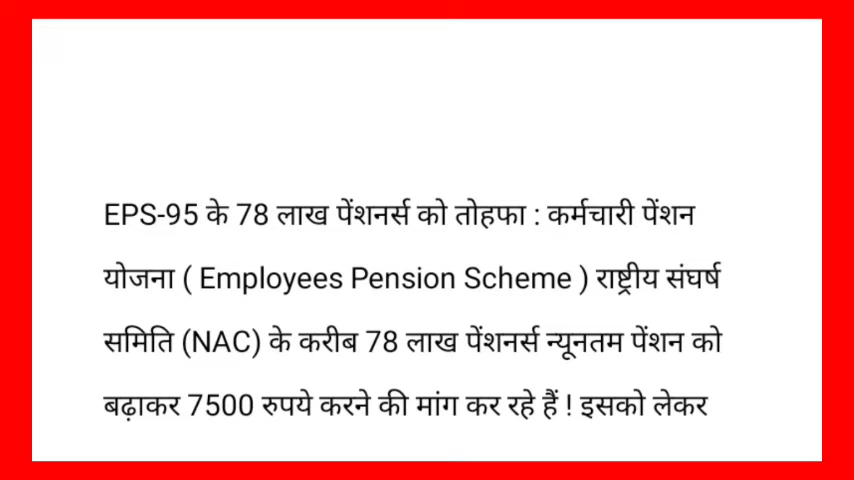 EPS-95 के 78 लाख पेंशनर्स को तोहफा : कर्मचारी पेंशन
योजना ( Employees Pension Scheme ) राष्ट्रीय संघर्ष
समिति (NAC) के करीब 78 लाख पेंशनर्स न्यूनतम पेंशन को
बढ़ाकर 7500 रुपये करने की मांग कर रहे हैं ! इसको लेकर